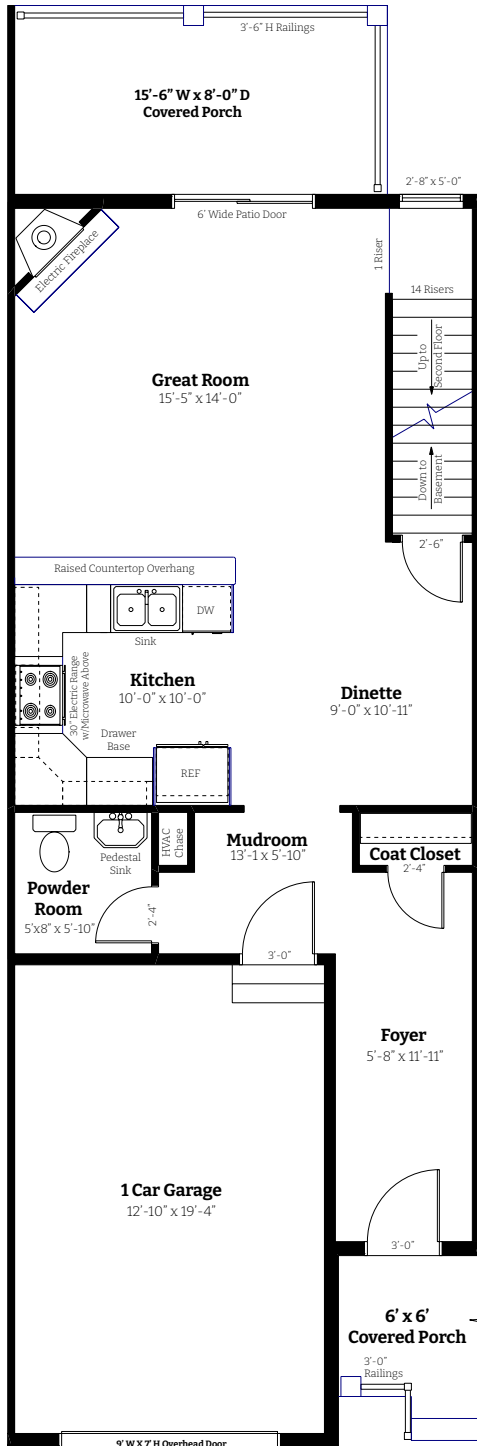 3'-6" H Railings
15'-6" W x 8'-0" D
Covered Porch
2'-8" x 5'-0"
6' Wide Patio Door
Electric Fireplace
1 Riser
14 Risers
Up to
Second Floor
Great Room
15'-5" x 14'-0"
Down to
Basement
2'-6"
Raised Countertop Overhang
DW
Sink
30" Electric Range
w/Microwave Above
Kitchen
10'-0" x 10'-0"
Dinette
9'-0" x 10'-11"
Drawer
Base
REF
HVAC
Chase
Mudroom
13'-1 x 5'-10"
Coat Closet
2'-4"
Pedestal
Sink
Powder
Room
5'x8" x 5'-10"
2'-4"
3'-0"
Foyer
5'-8" x 11'-11"
1 Car Garage
12'-10" x 19'-4"
3'-0"
6' x 6'
Covered Porch
3'-0"
Railings
9' W X 7' H Overhead Door